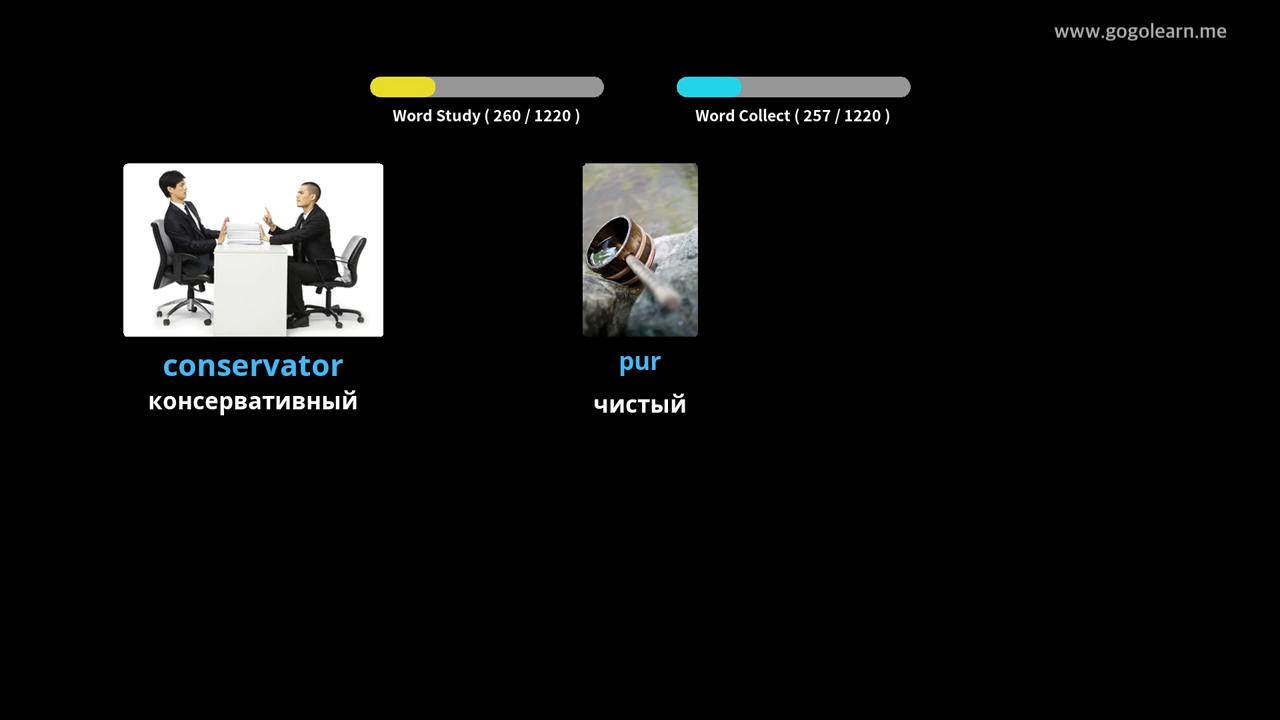 www.gogolearn.me
Word Study ( 260 / 1220 )
Word Collect ( 257 / 1220 )
conservator
консервативный
pur
чистый